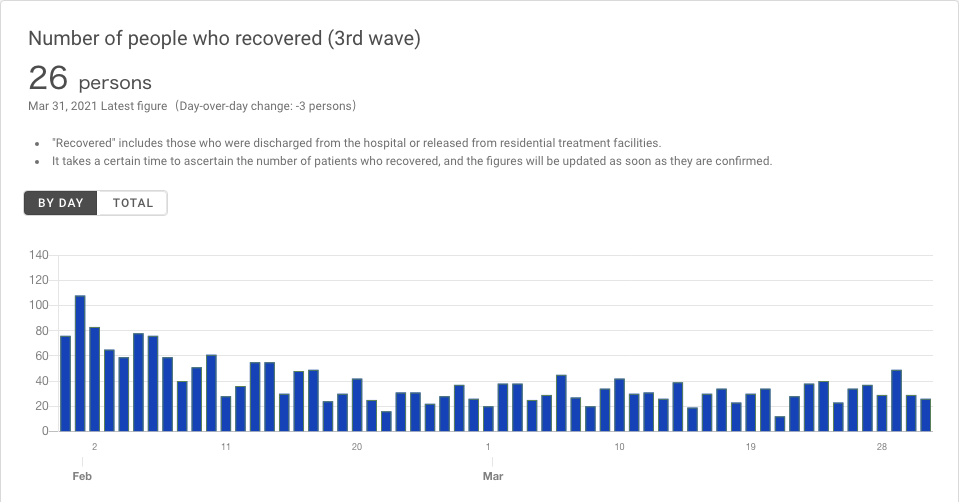 Number of people who recovered (3rd wave)
26 persons
Mar 31, 2021 Latest figure (Day-over-day change: -3 persons)
• "Recovered" includes those who were discharged from the hospital or released from residential treatment facilities.
• It takes a certain time to ascertain the number of patients who recovered, and the figures will be updated as soon as they are confirmed.
BY DAY TOTAL
140
120
100
80
60
40
20
0
2 11 20 1 10 19 28
Feb Mar